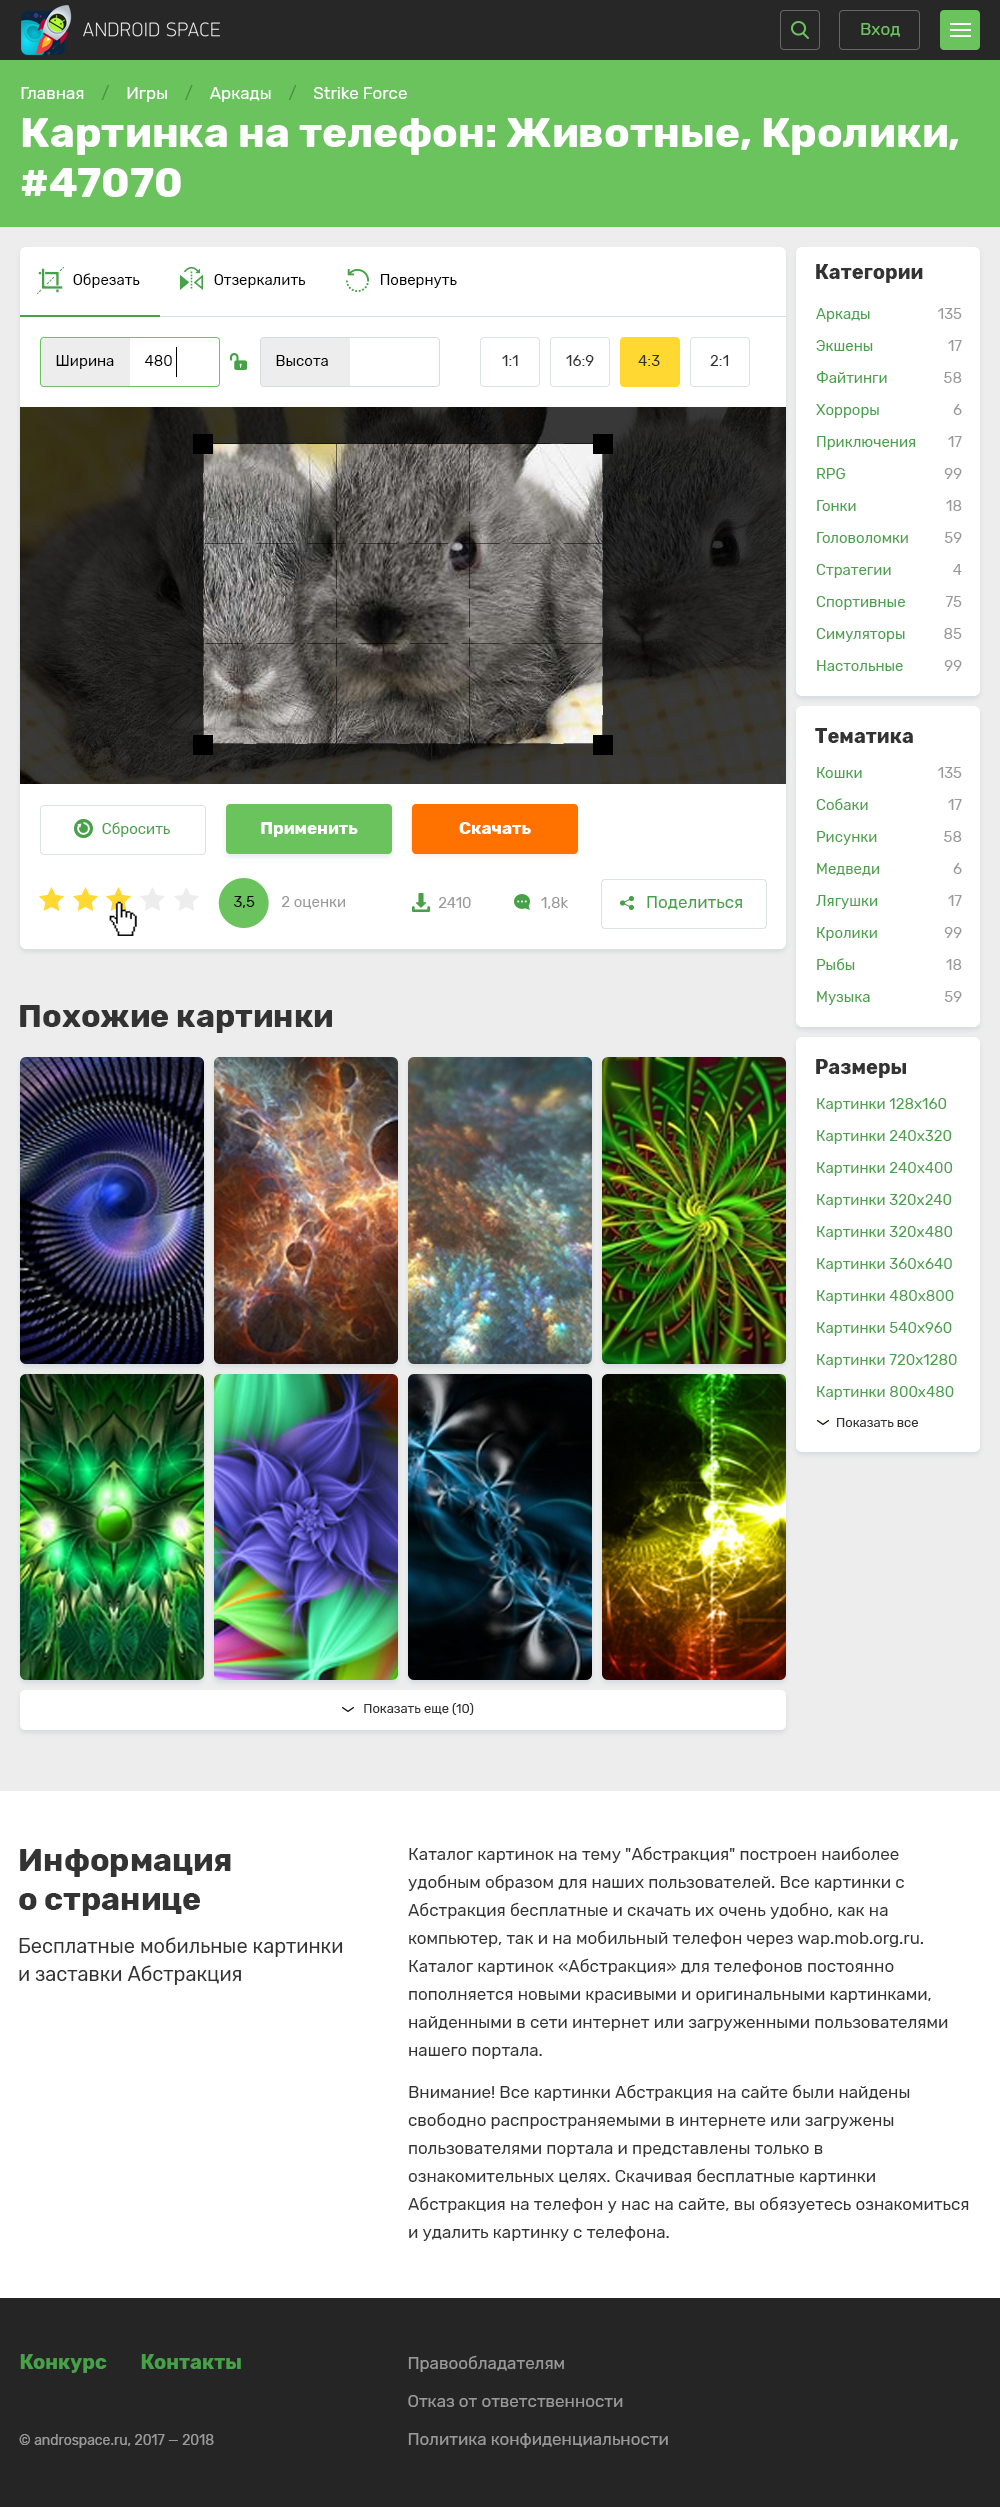 ANDROID SPACE
Вход
Главная / Игры / Аркады / Strike Force
Картинка на телефон: Животные, Кролики,
#47070
Обрезать
Отзеркалить
Повернуть
Ширина 480
Высота
1:1
16:9
4:3
2:1
Сбросить
Применить
Скачать
3,5
2 оценки
2410
1,8k
Поделиться
Категории
Аркады 135
Экшены 17
Файтинги 58
Хорроры 6
Приключения 17
RPG 99
Гонки 18
Головоломки 59
Стратегии 4
Спортивные 75
Симуляторы 85
Настольные 99
Тематика
Кошки 135
Собаки 17
Рисунки 58
Медведи 6
Лягушки 17
Кролики 99
Рыбы 18
Музыка 59
Размеры
Картинки 128x160
Картинки 240x320
Картинки 240x400
Картинки 320x240
Картинки 320x480
Картинки 360x640
Картинки 480x800
Картинки 540x960
Картинки 720x1280
Картинки 800x480
Показать все
Похожие картинки
Показать еще (10)
Информация
о странице
Бесплатные мобильные картинки
и заставки Абстракция
Каталог картинок на тему "Абстракция" построен наиболее
удобным образом для наших пользователей. Все картинки с
Абстракция бесплатные и скачать их очень удобно, как на
компьютер, так и на мобильный телефон через wap.mob.org.ru.
Каталог картинок «Абстракция» для телефонов постоянно
пополняется новыми красивыми и оригинальными картинками,
найденными в сети интернет или загруженными пользователями
нашего портала.
Внимание! Все картинки Абстракция на сайте были найдены
свободно распространяемыми в интернете или загружены
пользователями портала и представлены только в
ознакомительных целях. Скачивая бесплатные картинки
Абстракция на телефон у нас на сайте, вы обязуетесь ознакомиться
и удалить картинку с телефона.
Конкурс
Контакты
© androspace.ru, 2017 – 2018
Правообладателям
Отказ от ответственности
Политика конфиденциальности